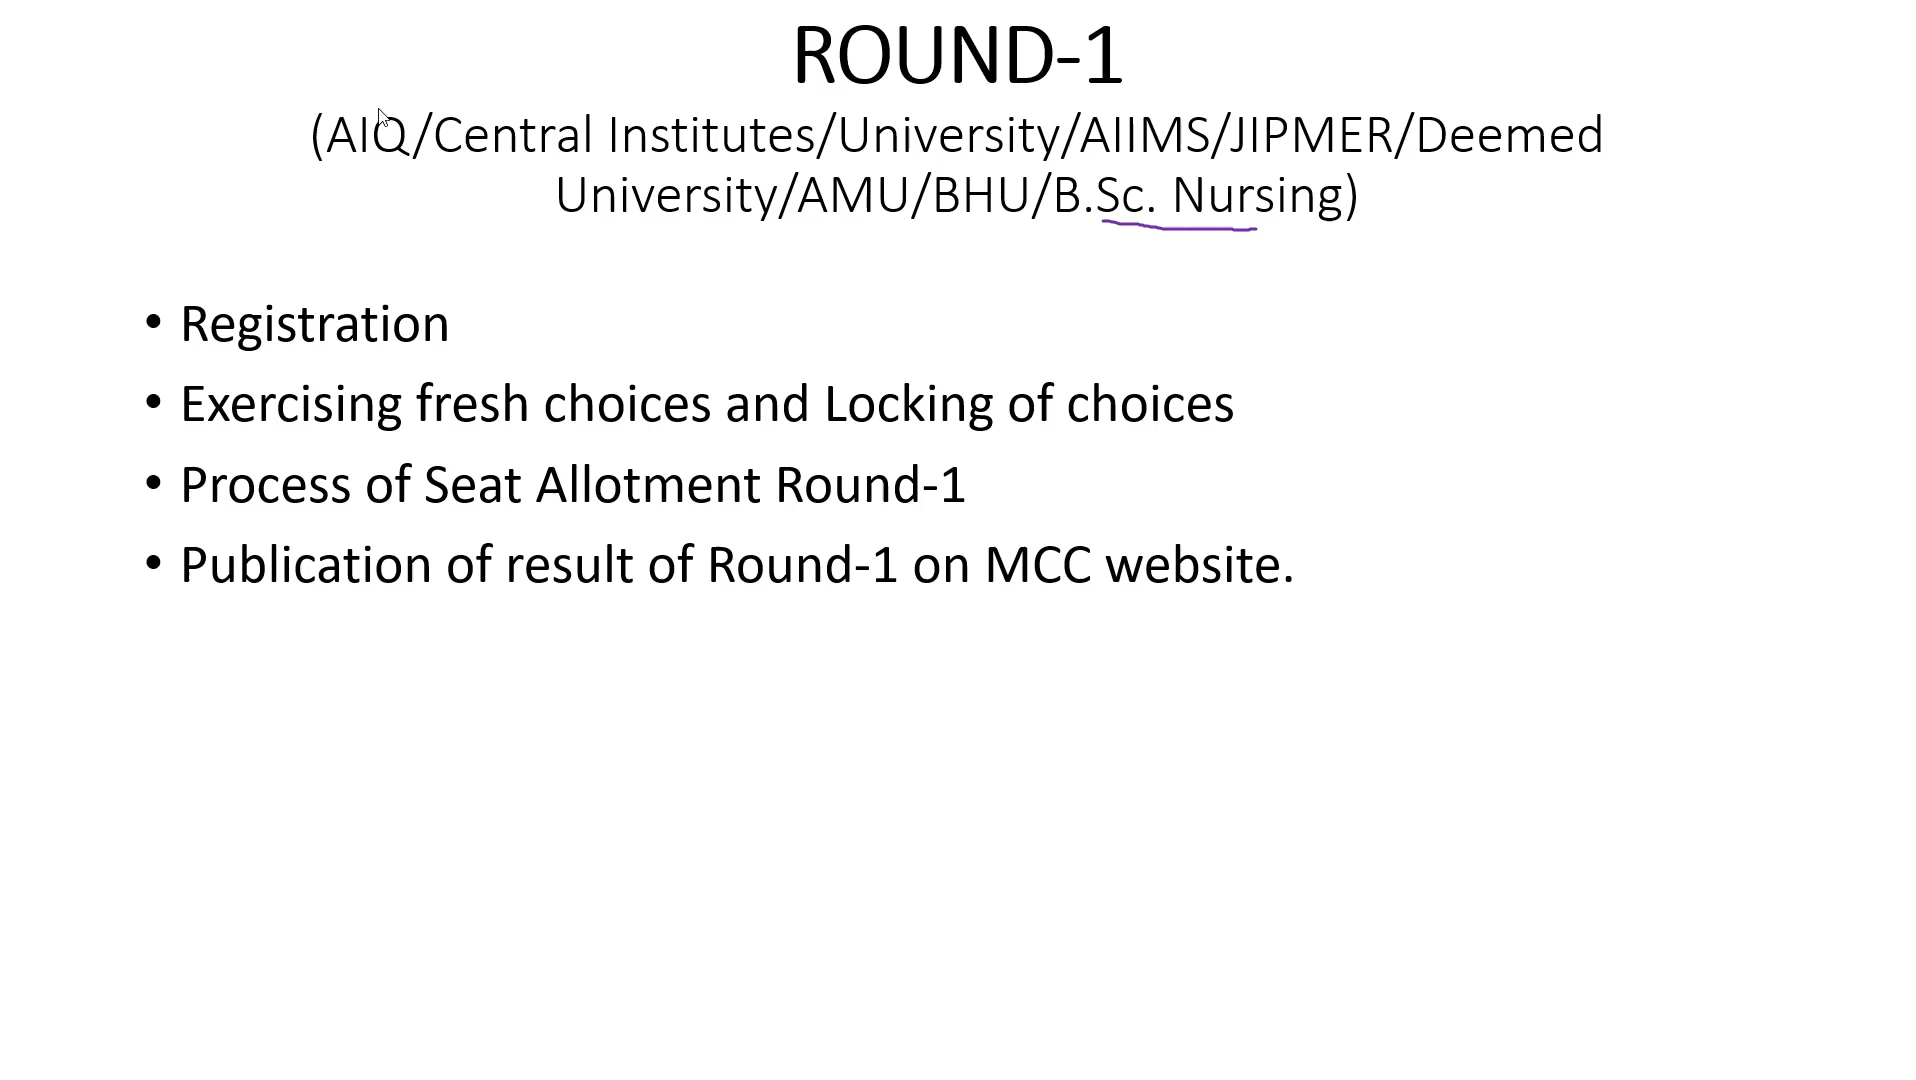 ROUND-1
(AIQ/Central Institutes/University/AIIMS/JIPMER/Deemed
University/AMU/BHU/B.Sc. Nursing)
• Registration
• Exercising fresh choices and Locking of choices
• Process of Seat Allotment Round-1
• Publication of result of Round-1 on MCC website.